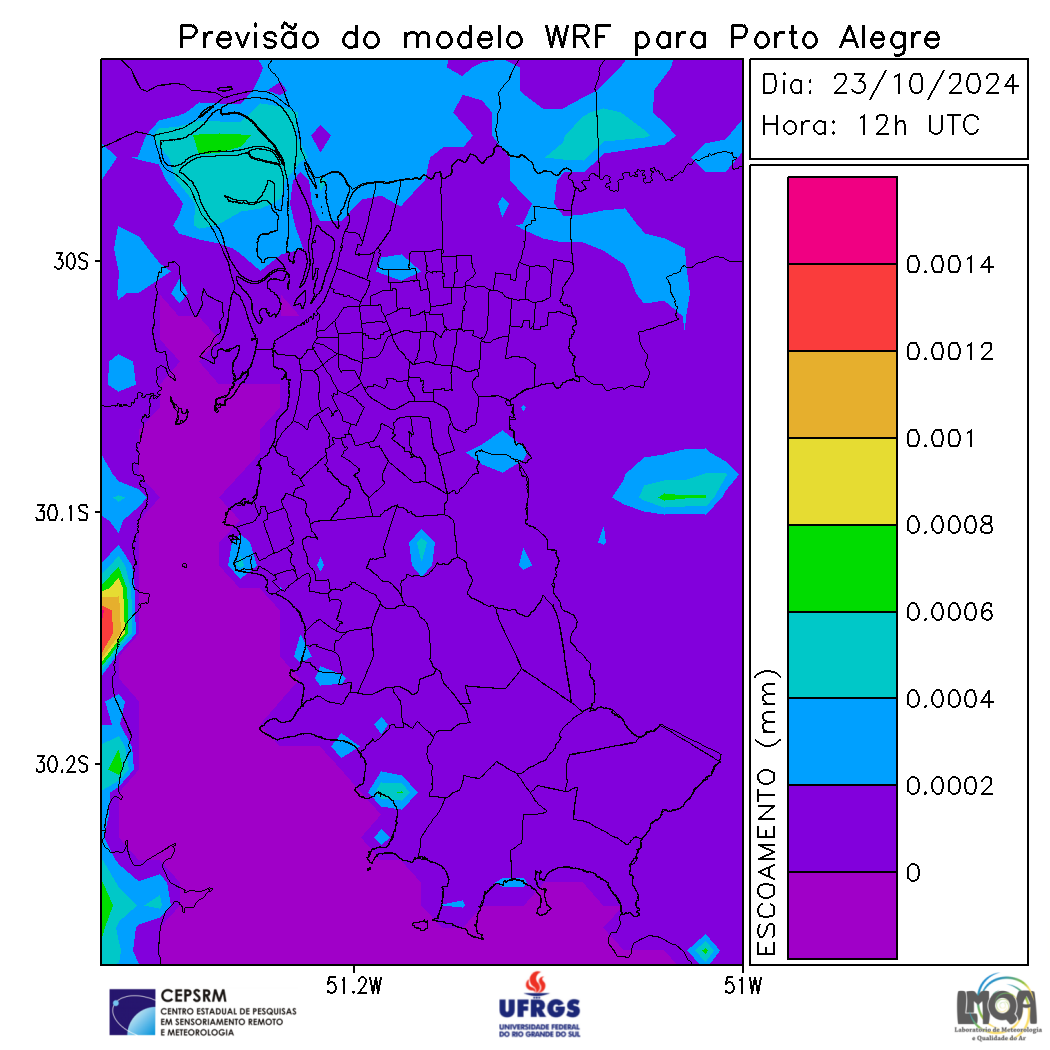 Previsão do modelo WRF para Porto Alegre
Dia: 23/10/2024
Hora: 12h UTC
0.0014
0.0012
0.001
0.0008
0.0006
0.0004
0.0002
0
ESCOAMENTO (mm)
30S
30.1S
30.2S
51.2W
51W
CEPSRM
CENTRO ESTADUAL DE PESQUISAS
EM SENSORIAMENTO REMOTO
E METEOROLOGIA
UFRGS
UNIVERSIDADE FEDERAL
DO RIO GRANDE DO SUL
LMQA
Laboratório de Meteorologia
e Qualidade do Ar